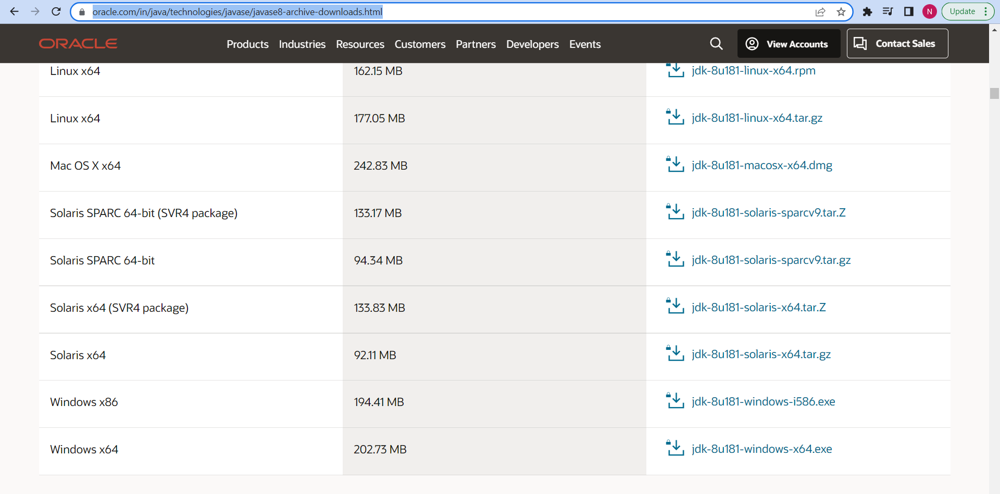 oracle.com/in/java/technologies/javase/javase8-archive-downloads.html
N
Update
ORACLE
Products Industries Resources Customers Partners Developers Events
View Accounts
Contact Sales
Linux x64 162.15 MB jdk-8u181-linux-x64.rpm
Linux x64 177.05 MB jdk-8u181-linux-x64.tar.gz
Mac OS X x64 242.83 MB jdk-8u181-macosx-x64.dmg
Solaris SPARC 64-bit (SVR4 package) 133.17 MB jdk-8u181-solaris-sparcv9.tar.Z
Solaris SPARC 64-bit 94.34 MB jdk-8u181-solaris-sparcv9.tar.gz
Solaris x64 (SVR4 package) 133.83 MB jdk-8u181-solaris-x64.tar.Z
Solaris x64 92.11 MB jdk-8u181-solaris-x64.tar.gz
Windows x86 194.41 MB jdk-8u181-windows-i586.exe
Windows x64 202.73 MB jdk-8u181-windows-x64.exe